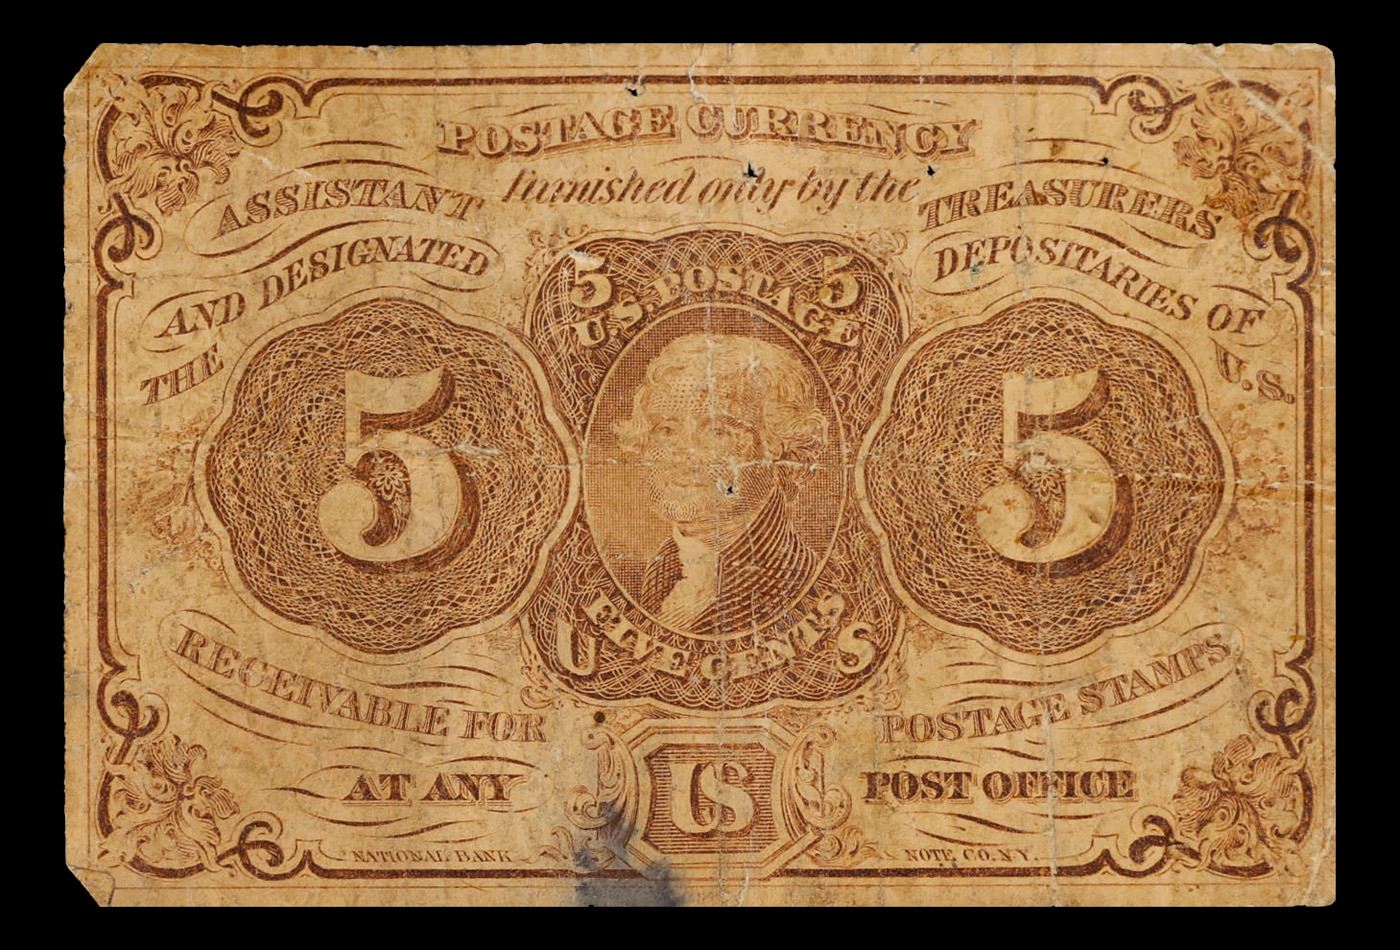 POSTAGE CURRENCY
furnished only by the
ASSISTANT TREASURERS
AND DESIGNATED DEPOSITARIES OF
THE U.S.
5 5
U.S. POSTAGE
5 5
FIVE CENTS
U S
RECEIVABLE FOR POSTAGE STAMPS
US
AT ANY POST OFFICE
NATIONAL BANK NOTE CO. N.Y.